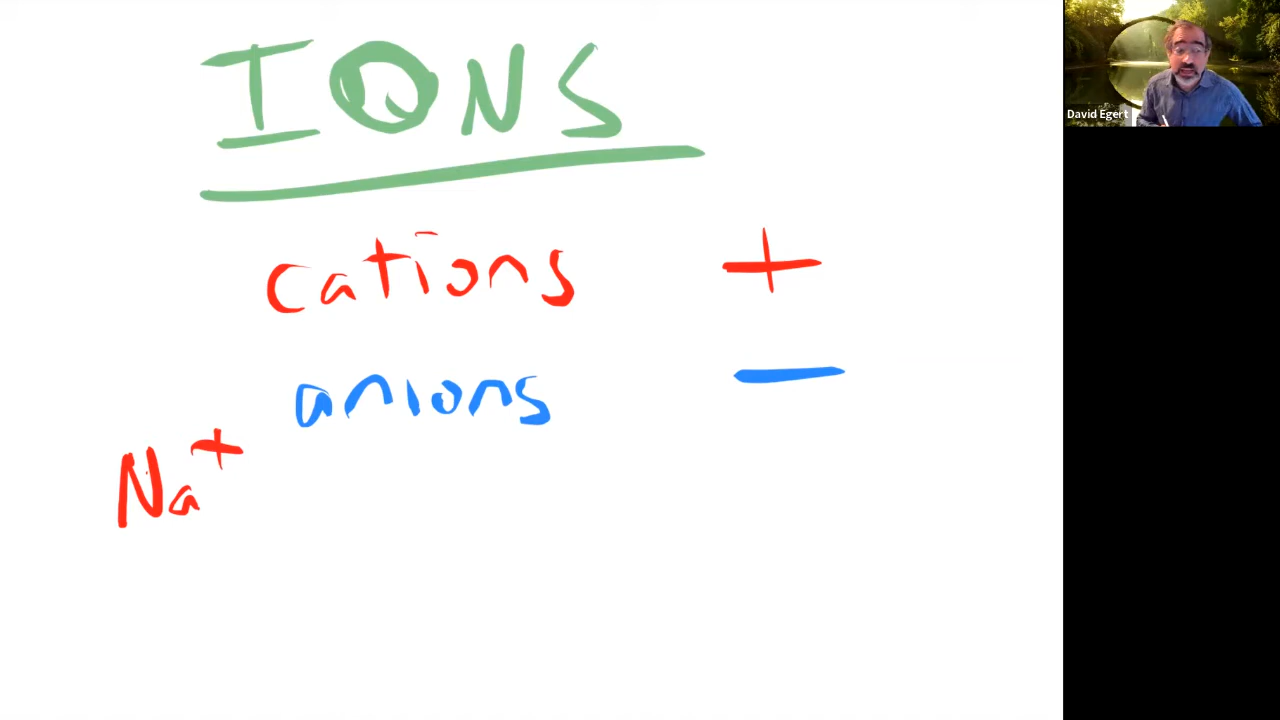 IONS
cations +
anions −
Na⁺
David Egert